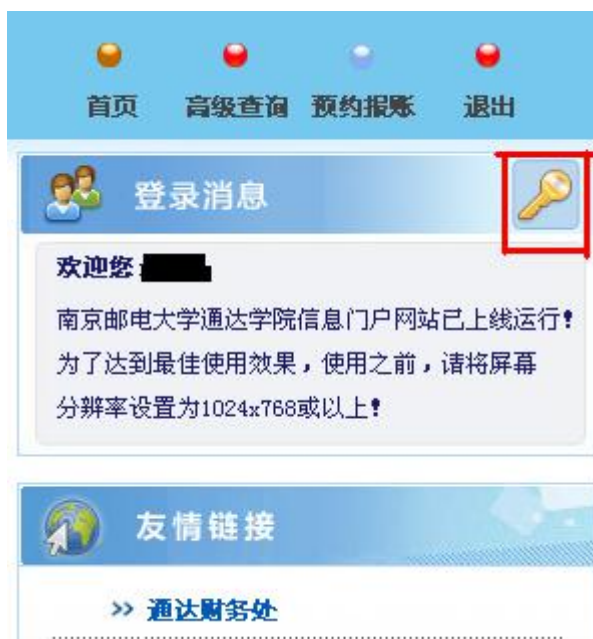 首页 高级查询 预约报账 退出
登录消息
欢迎您:
南京邮电大学通达学院信息门户网站已上线运行!
为了达到最佳使用效果,使用之前,请将屏幕
分辨率设置为1024x768或以上!
友情链接
>> 通达财务处